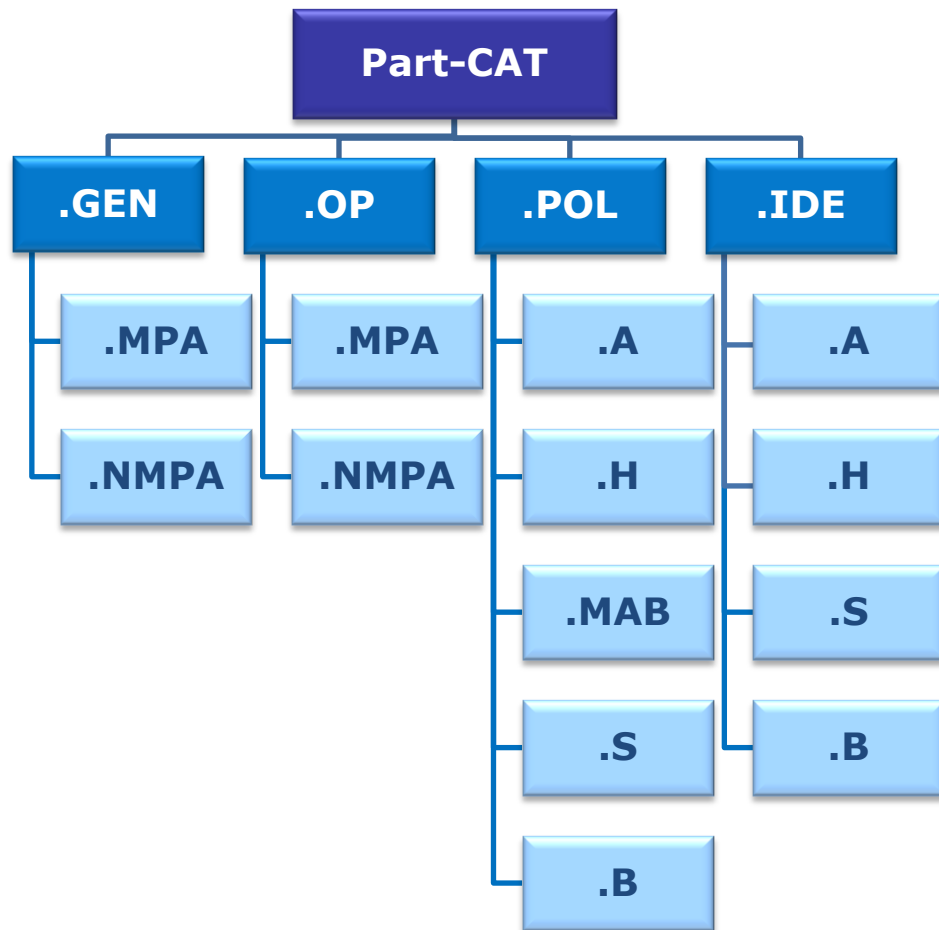 Part-CAT
.GEN
.OP
.POL
.IDE
.MPA
.MPA
.A
.A
.NMPA
.NMPA
.H
.H
.MAB
.S
.S
.B
.B